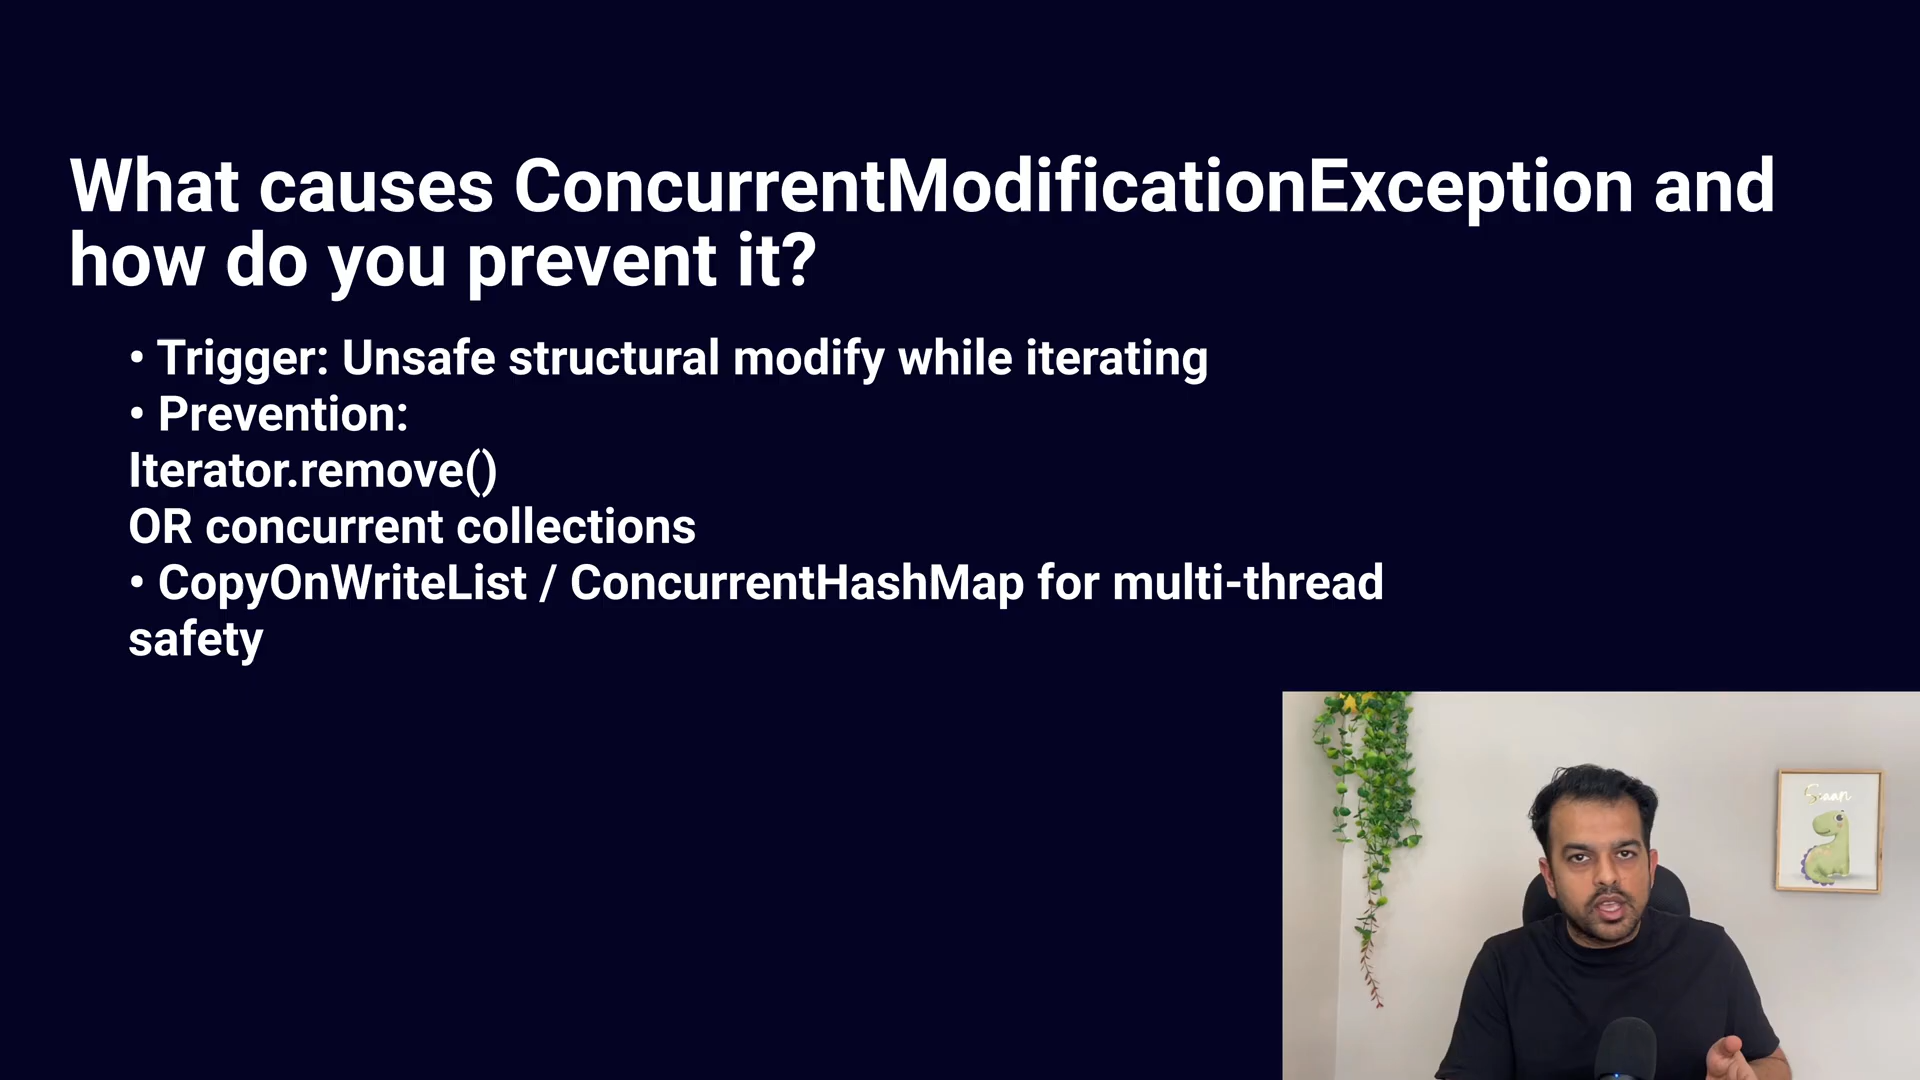 What causes ConcurrentModificationException and
how do you prevent it?
• Trigger: Unsafe structural modify while iterating
• Prevention:
Iterator.remove()
OR concurrent collections
• CopyOnWriteList / ConcurrentHashMap for multi-thread
safety